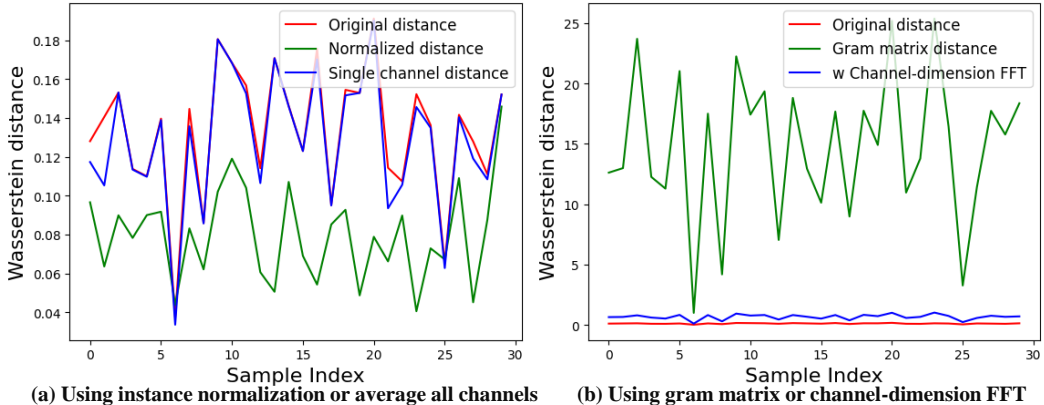 Original distance
Normalized distance
Single channel distance
0.18
0.16
0.14
0.12
0.10
0.08
0.06
0.04
Wasserstein distance
0 5 10 15 20 25 30
Sample Index
(a) Using instance normalization or average all channels
Original distance
Gram matrix distance
w Channel-dimension FFT
25
20
15
10
5
0
Wasserstein distance
0 5 10 15 20 25 30
Sample Index
(b) Using gram matrix or channel-dimension FFT